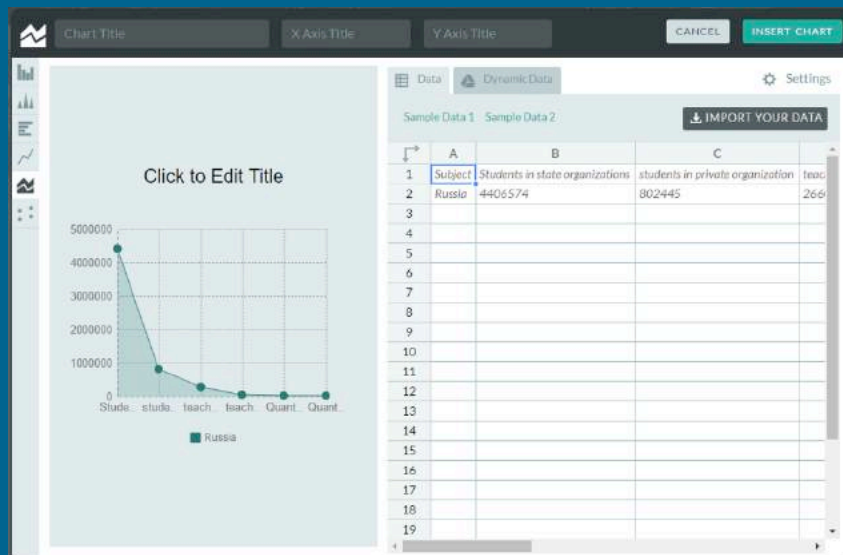 Chart Title X Axis Title Y Axis Title CANCEL INSERT CHART
Data Dynamic Data Settings
Sample Data 1 Sample Data 2 IMPORT YOUR DATA
A B C
1 Subject Students in state organizations students in private organization teac
2 Russia 4406574 802445 266
3
4
5
6
7
8
9
10
11
12
13
14
15
16
17
18
19
Click to Edit Title
5000000
4000000
3000000
2000000
1000000
0
Stude... stude... teach... teach... Quant... Quant...
Russia